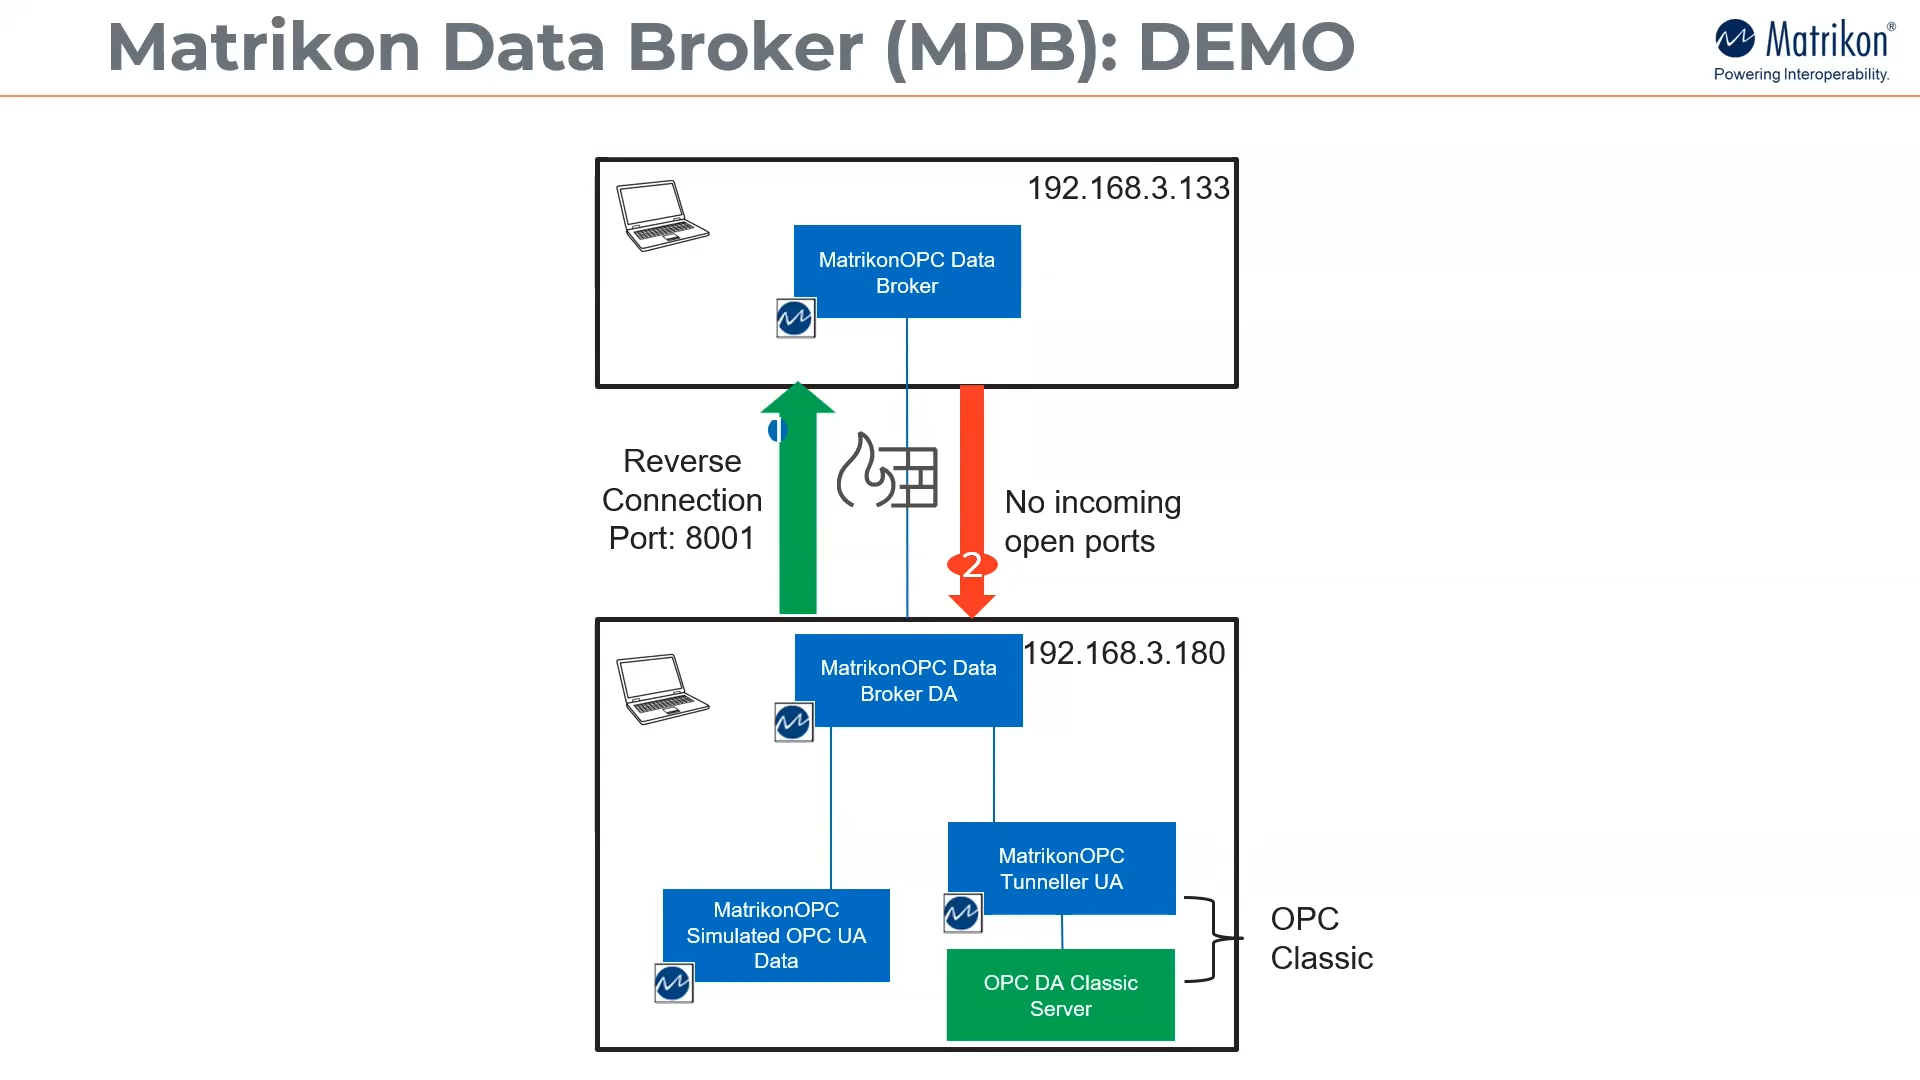 Matrikon Data Broker (MDB): DEMO
Matrikon®
Powering Interoperability.
192.168.3.133
MatrikonOPC Data
Broker
1
Reverse
Connection
Port: 8001
No incoming
open ports
2
192.168.3.180
MatrikonOPC Data
Broker DA
MatrikonOPC
Tunneller UA
MatrikonOPC
Simulated OPC UA
Data
OPC
Classic
OPC DA Classic
Server